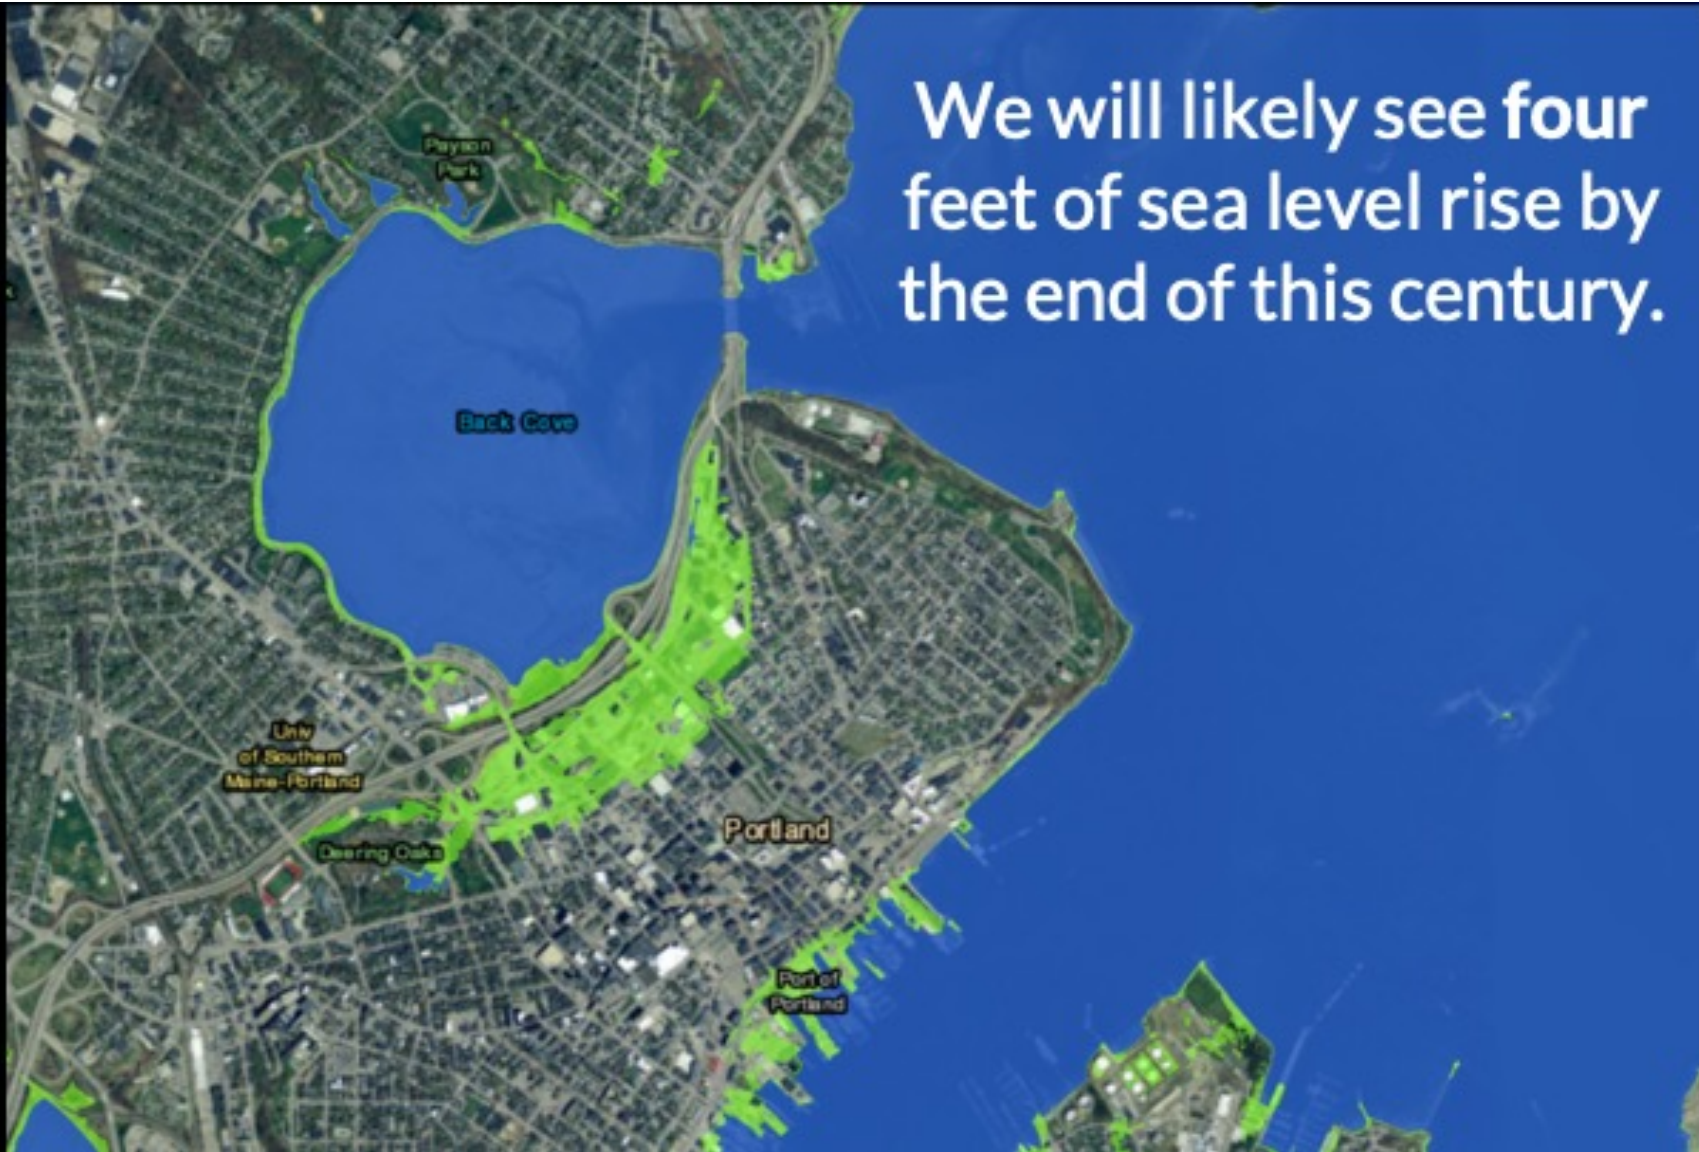 We will likely see four
feet of sea level rise by
the end of this century.
Payson
Park
Back Cove
Univ
of Southern
Maine-Portland
Deering Oaks
Portland
Port of
Portland